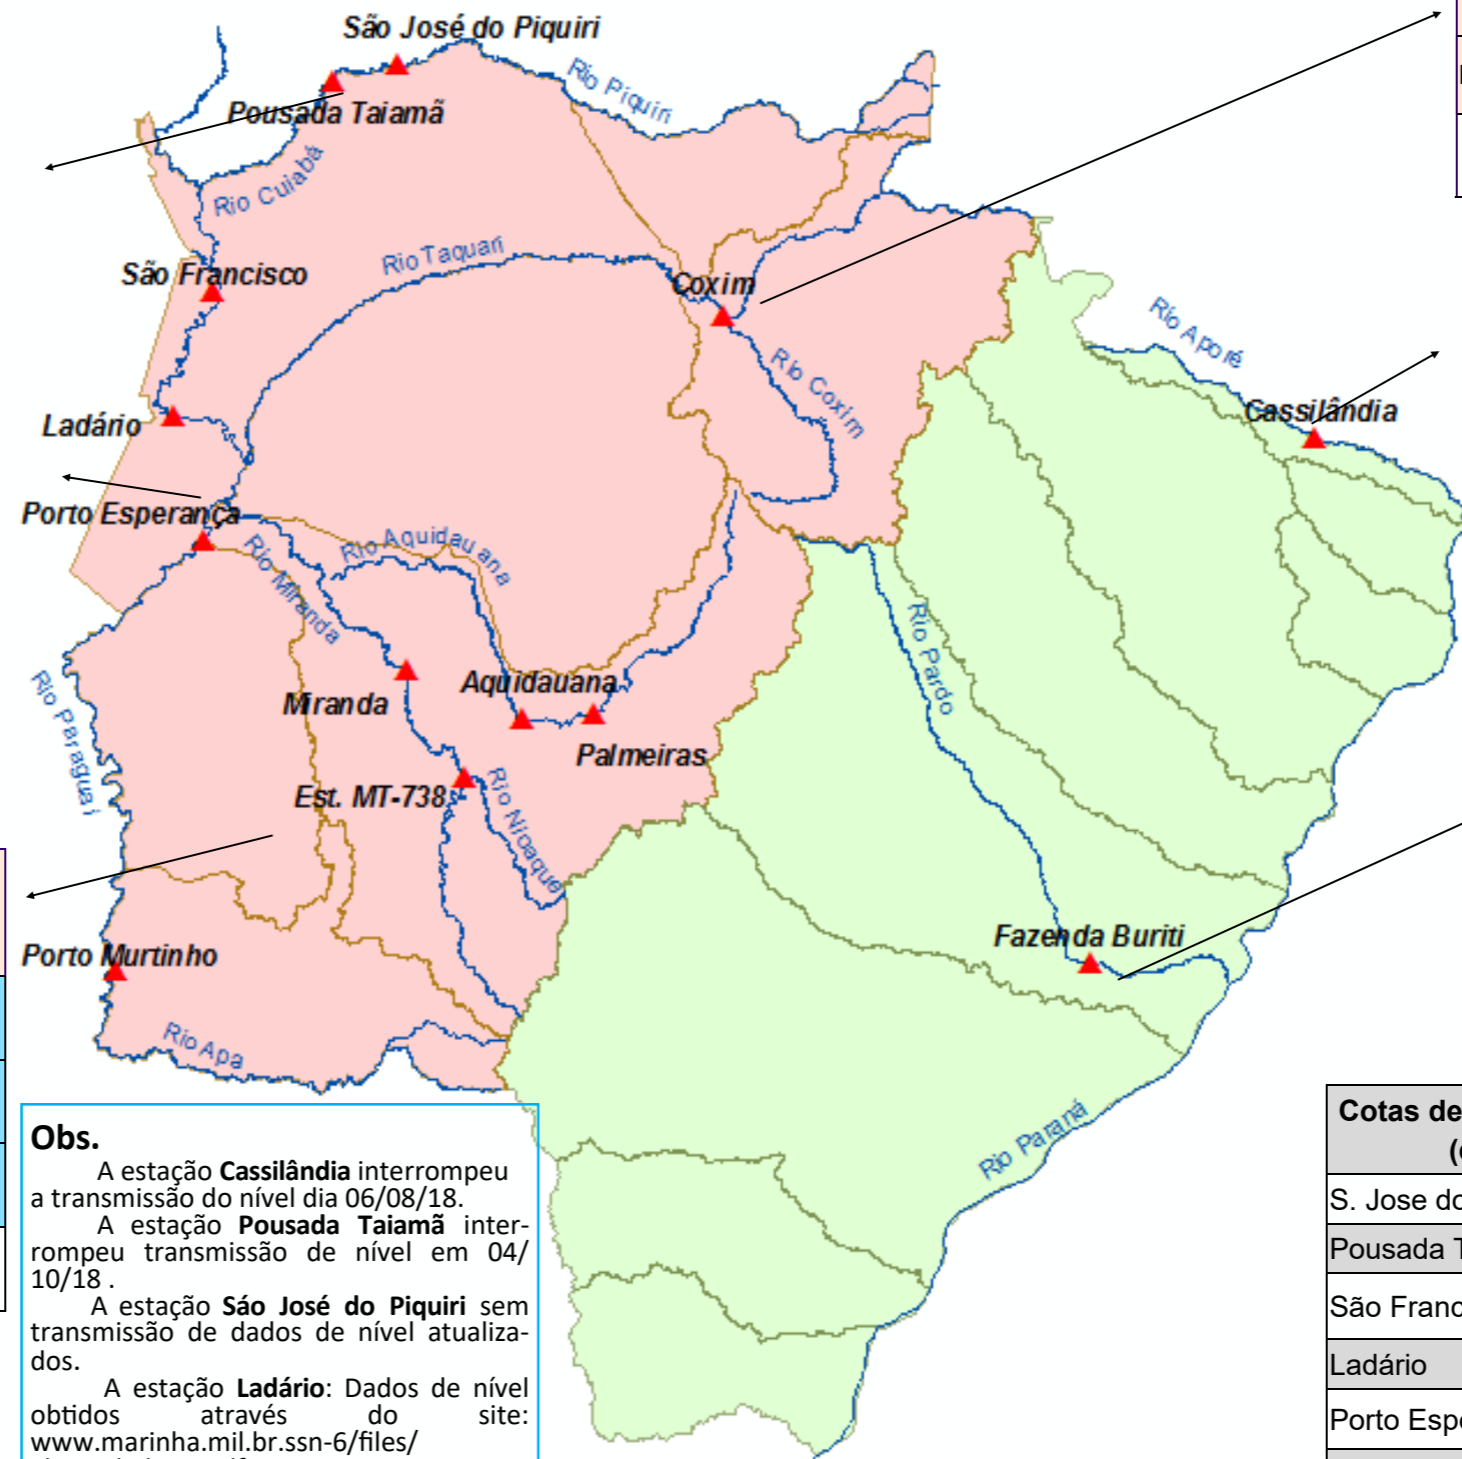 São José do Piquiri
Rio Piquiri
Pousada Taiamã
Rio Cuiabá
Rio Taquari
São Francisco
Coxim
Rio Aporé
Rio Coxim
Cassilândia
Ladário
Porto Esperança
Rio Aquidauana
Rio Miranda
Rio Pardo
Rio Paraguai
Aquidauana
Miranda
Palmeiras
Est. MT-738
Rio Nioaque
Fazenda Buriti
Porto Murtinho
Rio Apa
Rio Paraná
Obs.
A estação Cassilândia interrompeu
a transmissão do nível dia 06/08/18.
A estação Pousada Taiamã inter-
rompeu transmissão de nível em 04/
10/18 .
A estação Sáo José do Piquiri sem
transmissão de dados de nível atualiza-
dos.
A estação Ladário: Dados de nível
obtidos através do site:
www.marinha.mil.br.ssn-6/files/
Cotas de
S. Jose do
Pousada T
São Franc
Ladário
Porto Espe